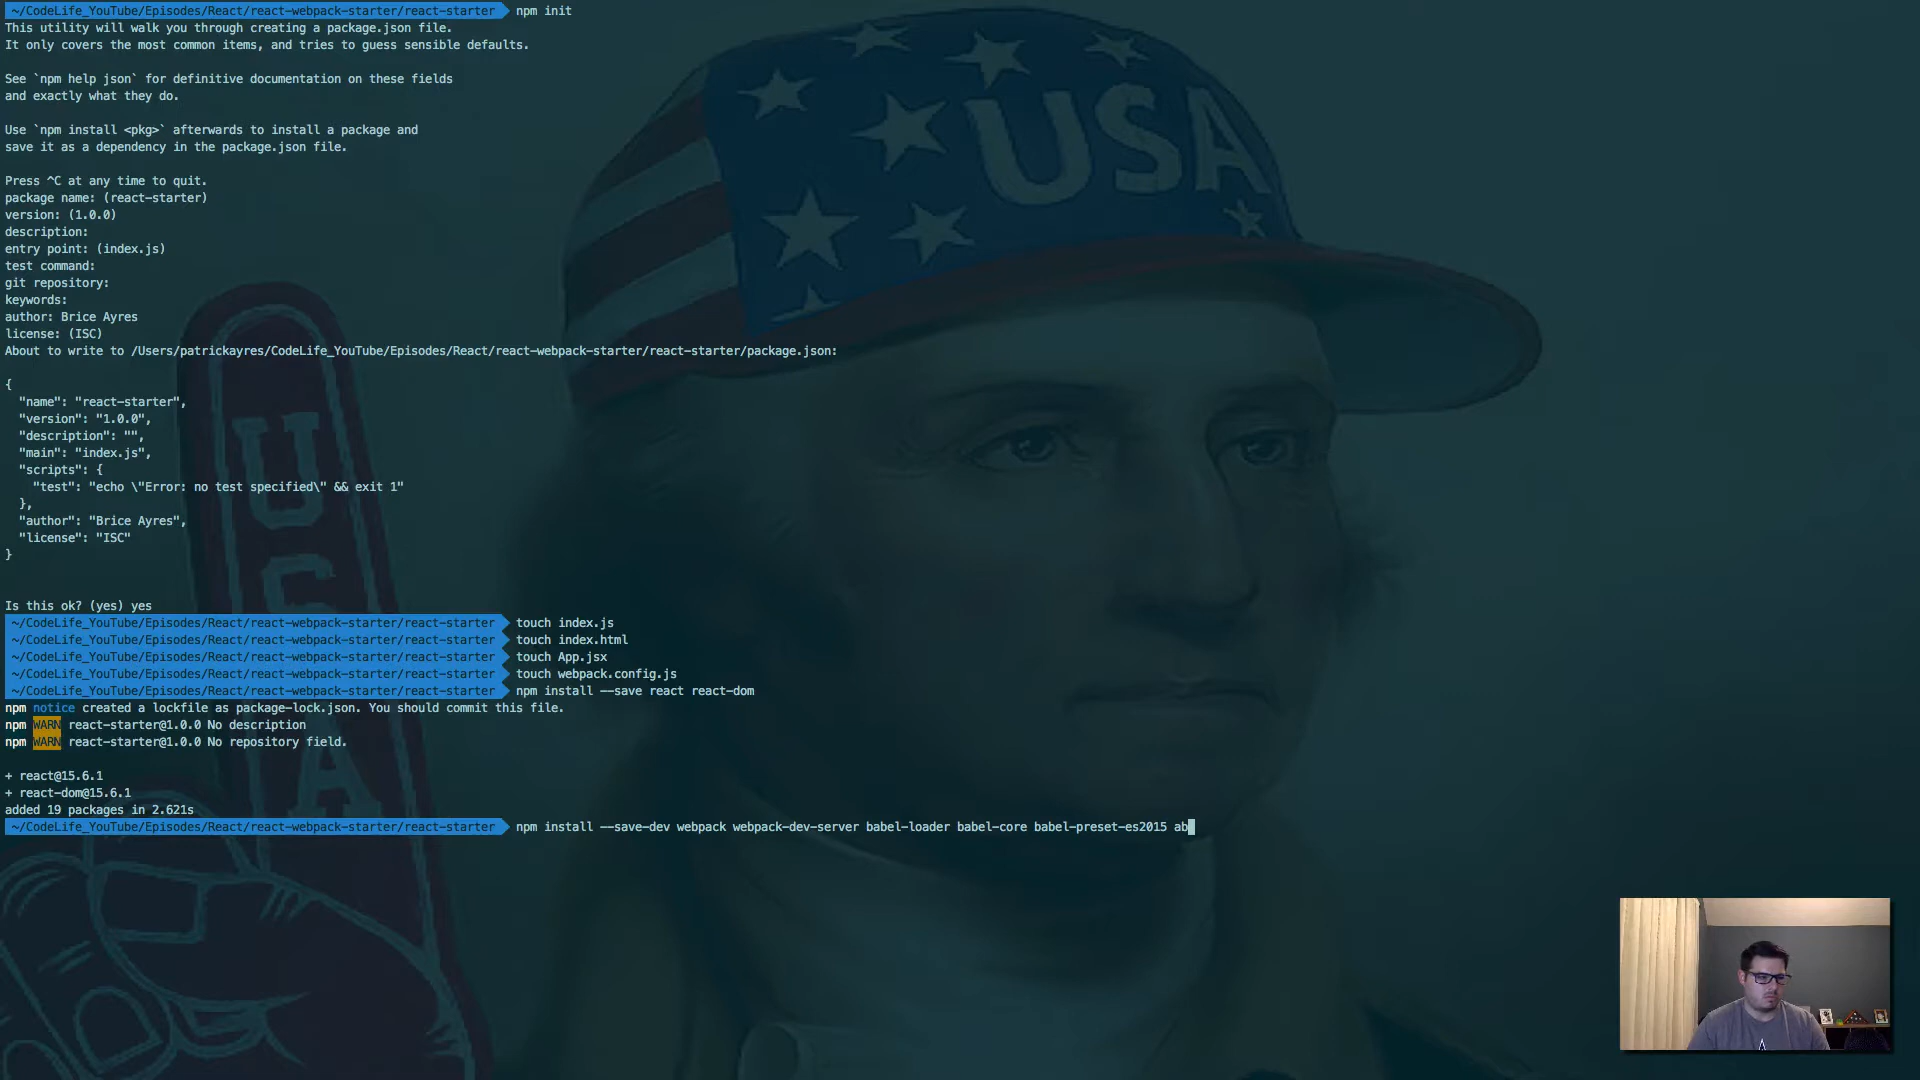 ~/CodeLife_YouTube/Episodes/React/react-webpack-starter/react-starter npm init
This utility will walk you through creating a package.json file.
It only covers the most common items, and tries to guess sensible defaults.
See `npm help json` for definitive documentation on these fields
and exactly what they do.
Use `npm install <pkg>` afterwards to install a package and
save it as a dependency in the package.json file.
Press ^C at any time to quit.
package name: (react-starter)
version: (1.0.0)
description:
entry point: (index.js)
test command:
git repository:
keywords:
author: Brice Ayres
license: (ISC)
About to write to /Users/patrickayres/CodeLife_YouTube/Episodes/React/react-webpack-starter/react-starter/package.json:
{
  "name": "react-starter",
  "version": "1.0.0",
  "description": "",
  "main": "index.js",
  "scripts": {
    "test": "echo \"Error: no test specified\" && exit 1"
  },
  "author": "Brice Ayres",
  "license": "ISC"
}
Is this ok? (yes) yes
~/CodeLife_YouTube/Episodes/React/react-webpack-starter/react-starter touch index.js
~/CodeLife_YouTube/Episodes/React/react-webpack-starter/react-starter touch index.html
~/CodeLife_YouTube/Episodes/React/react-webpack-starter/react-starter touch App.jsx
~/CodeLife_YouTube/Episodes/React/react-webpack-starter/react-starter touch webpack.config.js
~/CodeLife_YouTube/Episodes/React/react-webpack-starter/react-starter npm install --save react react-dom
npm notice created a lockfile as package-lock.json. You should commit this file.
npm WARN react-starter@1.0.0 No description
npm WARN react-starter@1.0.0 No repository field.
+ react@15.6.1
+ react-dom@15.6.1
added 19 packages in 2.621s
~/CodeLife_YouTube/Episodes/React/react-webpack-starter/react-starter npm install --save-dev webpack webpack-dev-server babel-loader babel-core babel-preset-es2015 ab
USA
USA